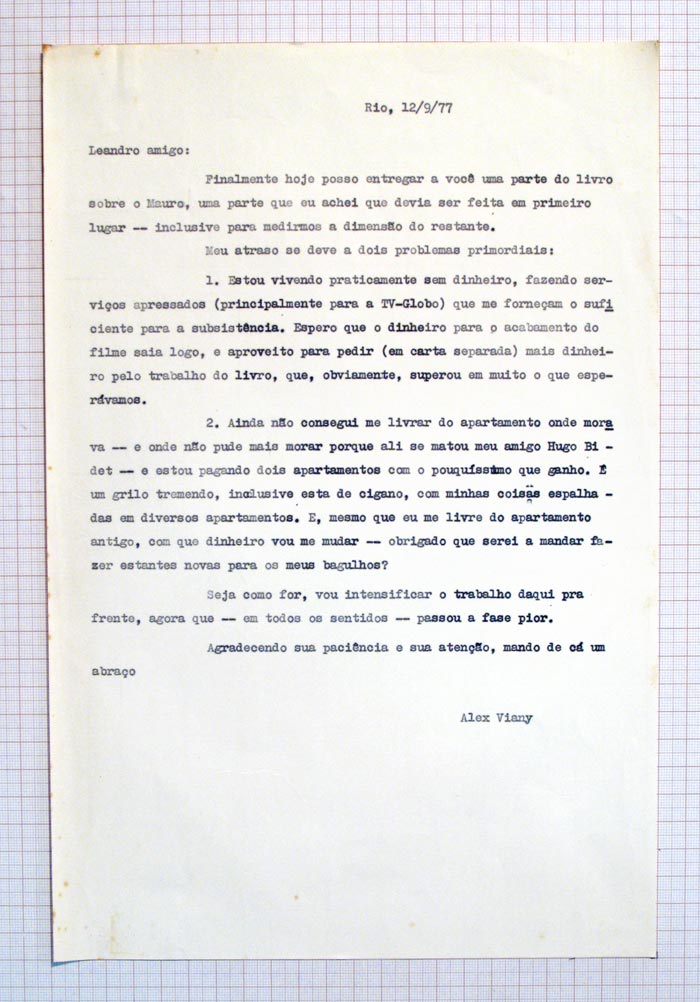 Rio, 12/9/77
Leandro amigo:
Finalmente hoje posso entregar a você uma parte do livro
sobre o Mauro, uma parte que eu achei que devia ser feita em primeiro
lugar -- inclusive para medirmos a dimensão do restante.
Meu atraso se deve a dois problemas primordiais:
1. Estou vivendo praticamente sem dinheiro, fazendo ser-
viços apressados (principalmente para a TV-Globo) que me forneçam o sufi
ciente para a subsistência. Espero que o dinheiro para o acabamento do
filme saia logo, e aproveito para pedir (em carta separada) mais dinhei-
ro pelo trabalho do livro, que, obviamente, superou em muito o que espe-
rávamos.
2. Ainda não consegui me livrar do apartamento onde mora
va -- e onde não pude mais morar porque ali se matou meu amigo Hugo Bi -
det -- e estou pagando dois apartamentos com o pouquíssimo que ganho. É
um grilo tremendo, inclusive esta de cigano, com minhas coisas espalha -
das em diversos apartamentos. E, mesmo que eu me livre do apartamento
antigo, com que dinheiro vou me mudar -- obrigado que serei a mandar fa-
zer estantes novas para os meus bagulhos?
Seja como for, vou intensificar o trabalho daqui pra
frente, agora que -- em todos os sentidos -- passou a fase pior.
Agradecendo sua paciência e sua atenção, mando de cá um
abraço
Alex Viany